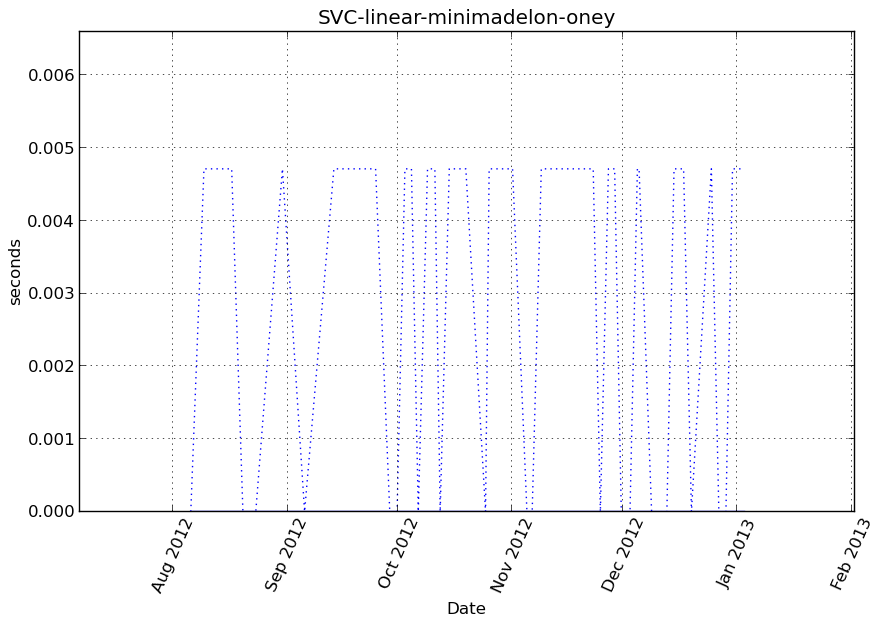 SVC-linear-minimadelon-oney
0.006
0.005
0.004
0.003
0.002
0.001
0.000
seconds
Aug 2012
Sep 2012
Oct 2012
Nov 2012
Dec 2012
Jan 2013
Feb 2013
Date